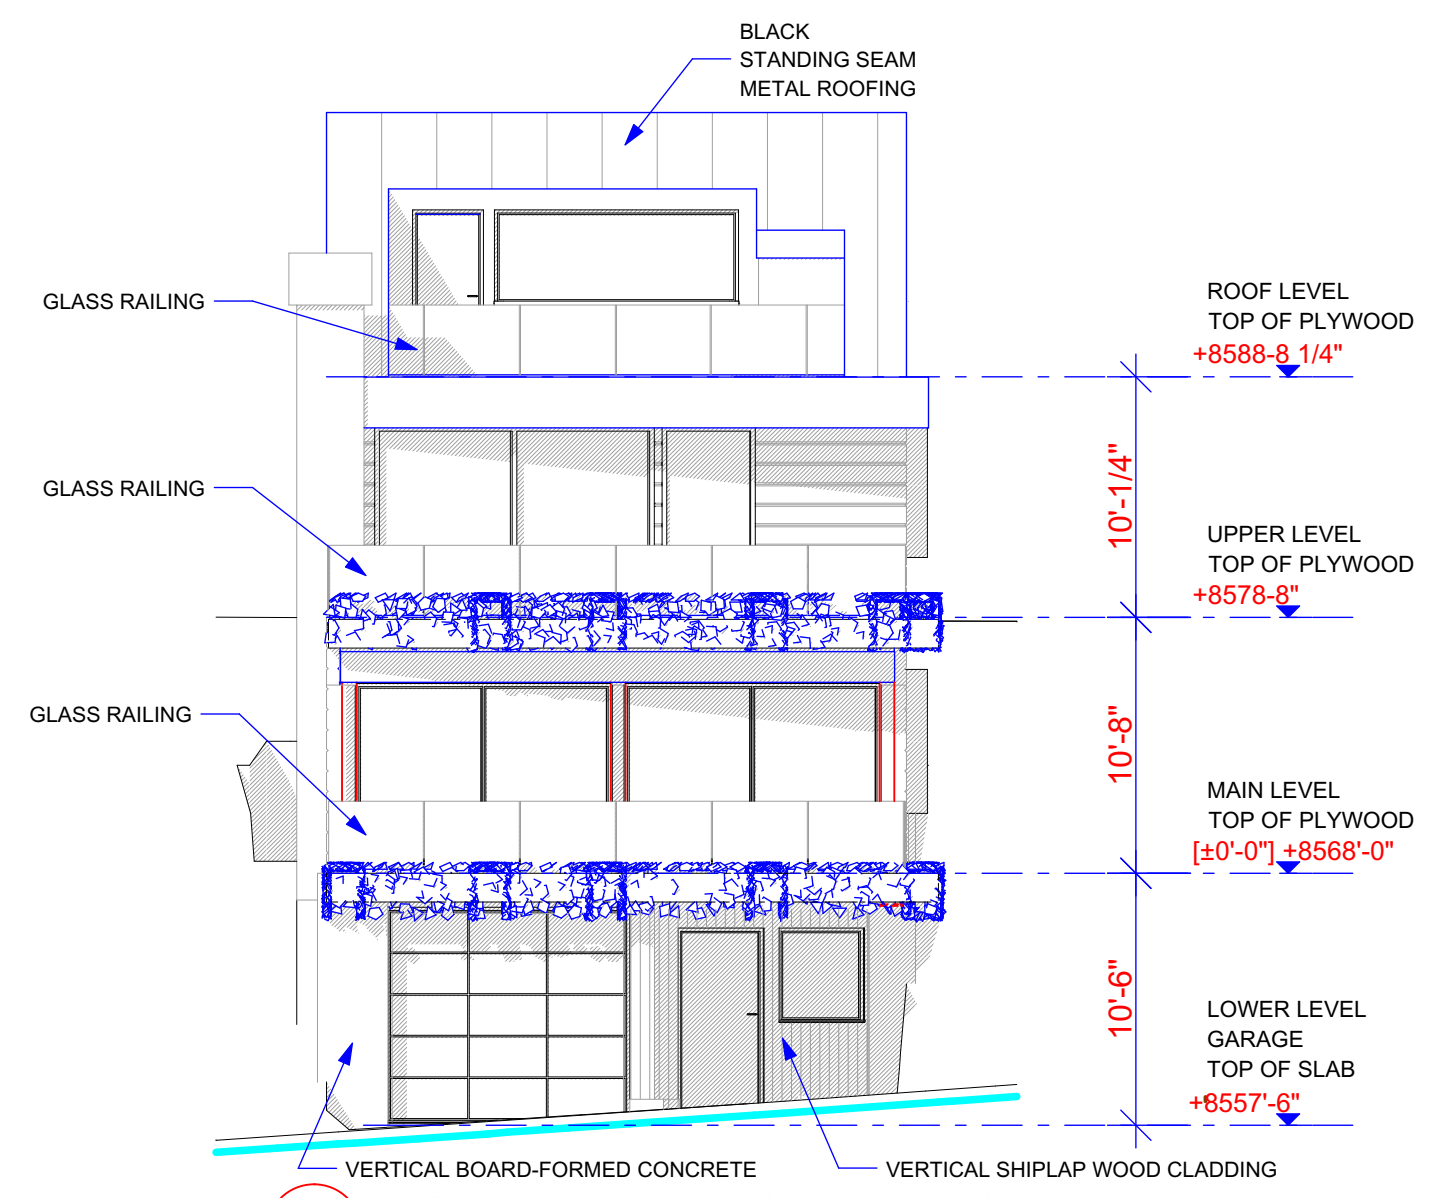 BLACK
STANDING SEAM
METAL ROOFING
GLASS RAILING
ROOF LEVEL
TOP OF PLYWOOD
+8588-8 1/4"
10'-1/4"
GLASS RAILING
UPPER LEVEL
TOP OF PLYWOOD
+8578-8"
GLASS RAILING
10'-8"
MAIN LEVEL
TOP OF PLYWOOD
[±0'-0"] +8568'-0"
10'-6"
LOWER LEVEL
GARAGE
TOP OF SLAB
+8557'-6"
VERTICAL BOARD-FORMED CONCRETE
VERTICAL SHIPLAP WOOD CLADDING